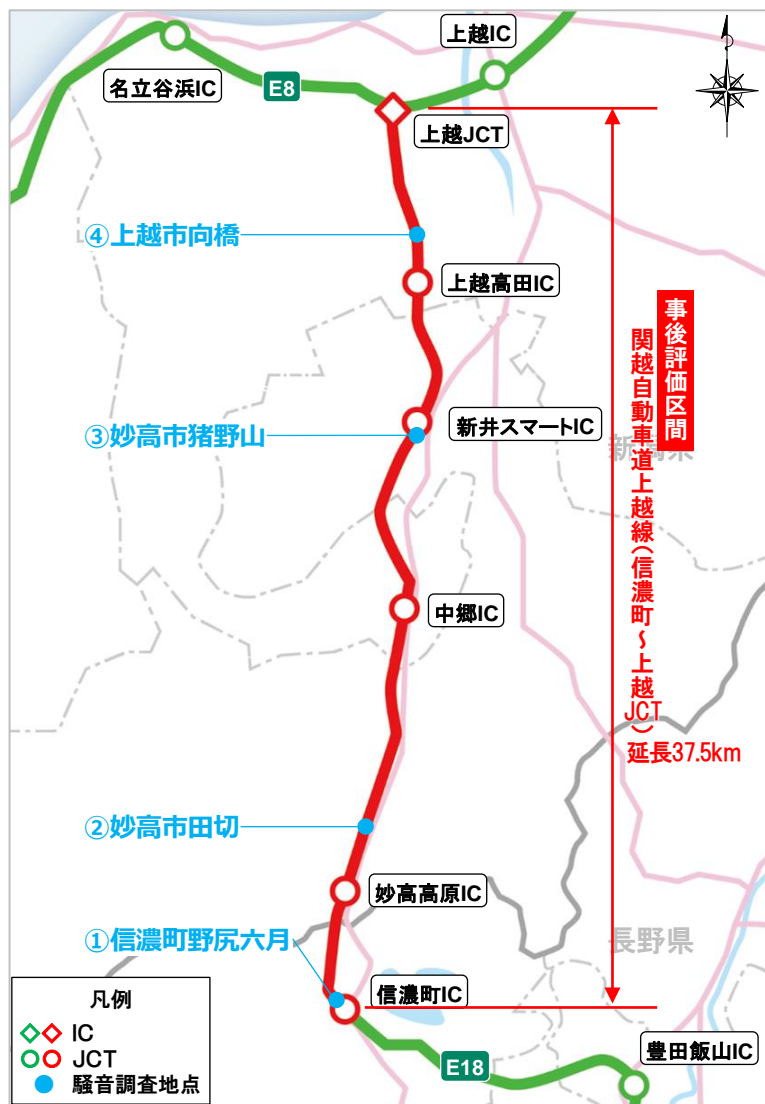 上越IC
名立谷浜IC
E8
上越JCT
④上越市向橋
上越高田IC
事後評価区間
関越自動車道上越線(信濃町~上越JCT)
延長37.5km
新潟県
③妙高市猪野山
新井スマートIC
中郷IC
②妙高市田切
妙高高原IC
①信濃町野尻六月
長野県
信濃町IC
凡例
IC
JCT
騒音調査地点
E18
豊田飯山IC